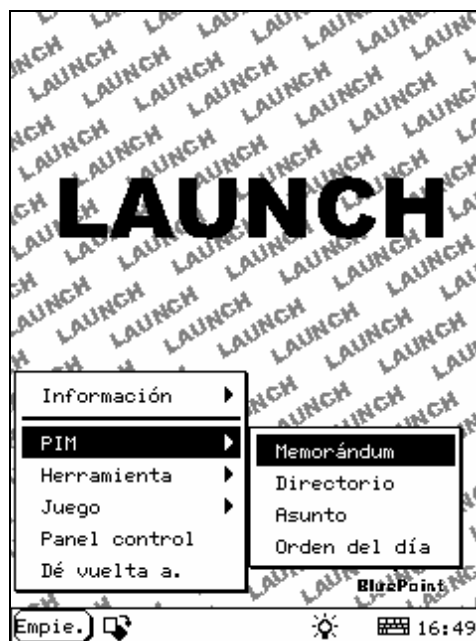 LAUNCH
Información
PIM
Herramienta
Juego
Panel control
Dé vuelta a.
Memorándum
Directorio
Asunto
Orden del día
BluePoint
Empie.
16:49